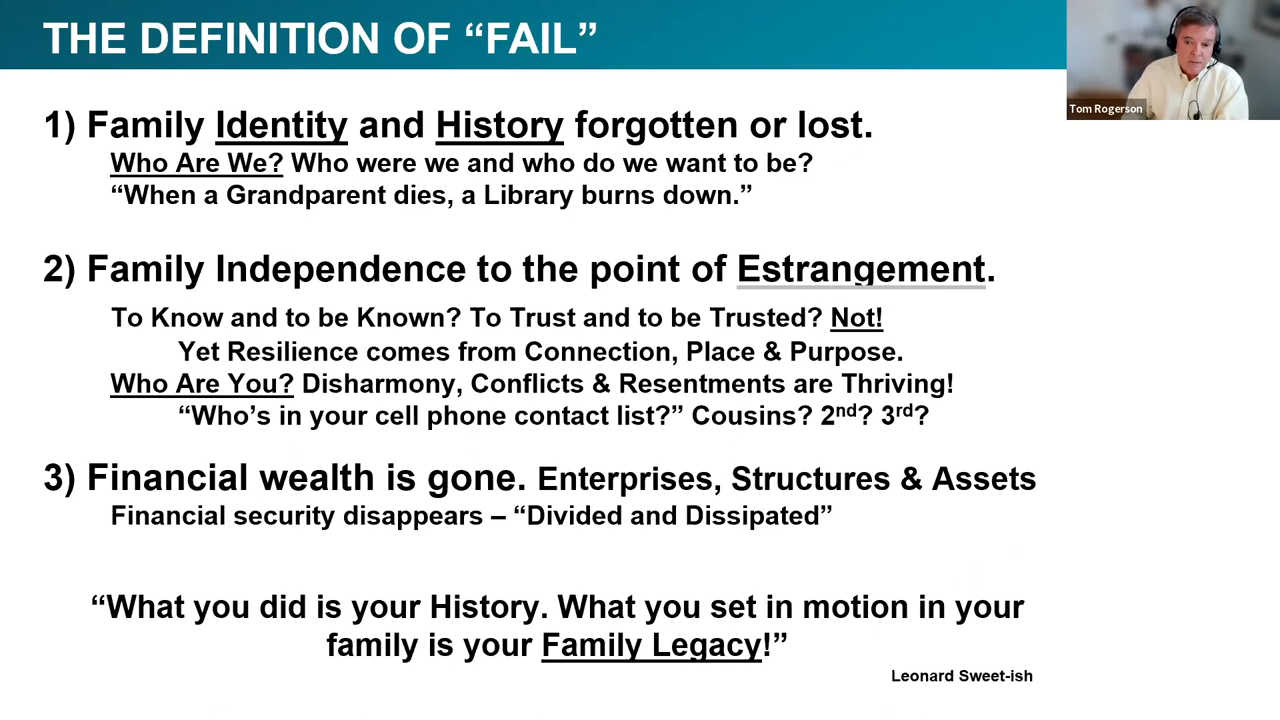 THE DEFINITION OF “FAIL”
Tom Rogerson
1) Family Identity and History forgotten or lost.
Who Are We? Who were we and who do we want to be?
“When a Grandparent dies, a Library burns down.”
2) Family Independence to the point of Estrangement.
To Know and to be Known? To Trust and to be Trusted? Not!
Yet Resilience comes from Connection, Place & Purpose.
Who Are You? Disharmony, Conflicts & Resentments are Thriving!
“Who’s in your cell phone contact list?” Cousins? 2nd? 3rd?
3) Financial wealth is gone. Enterprises, Structures & Assets
Financial security disappears – “Divided and Dissipated”
“What you did is your History. What you set in motion in your
family is your Family Legacy!”
Leonard Sweet-ish